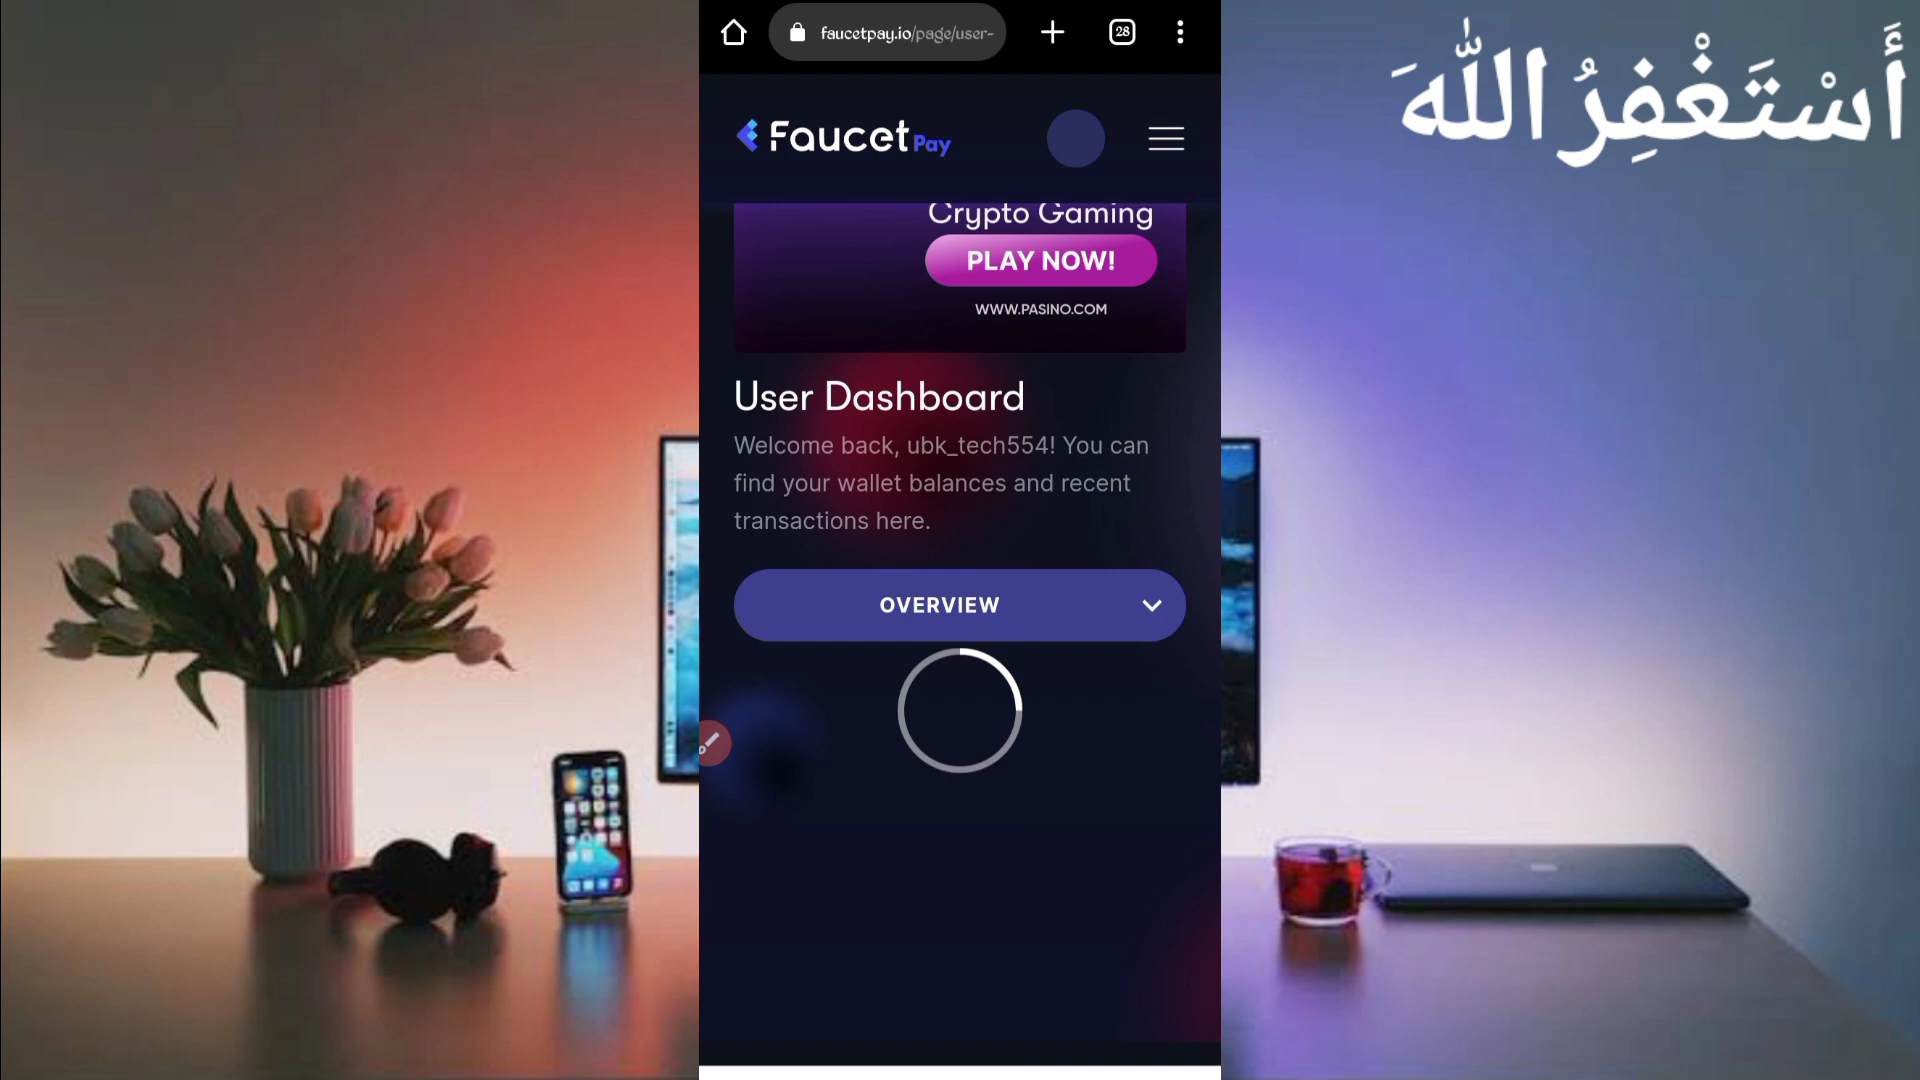 faucetpay.io/page/user-
28
Faucet Pay
Crypto Gaming
PLAY NOW!
WWW.PASINO.COM
User Dashboard
Welcome back, ubk_tech554! You can
find your wallet balances and recent
transactions here.
OVERVIEW
أَسْتَغْفِرُ اللّٰهَ